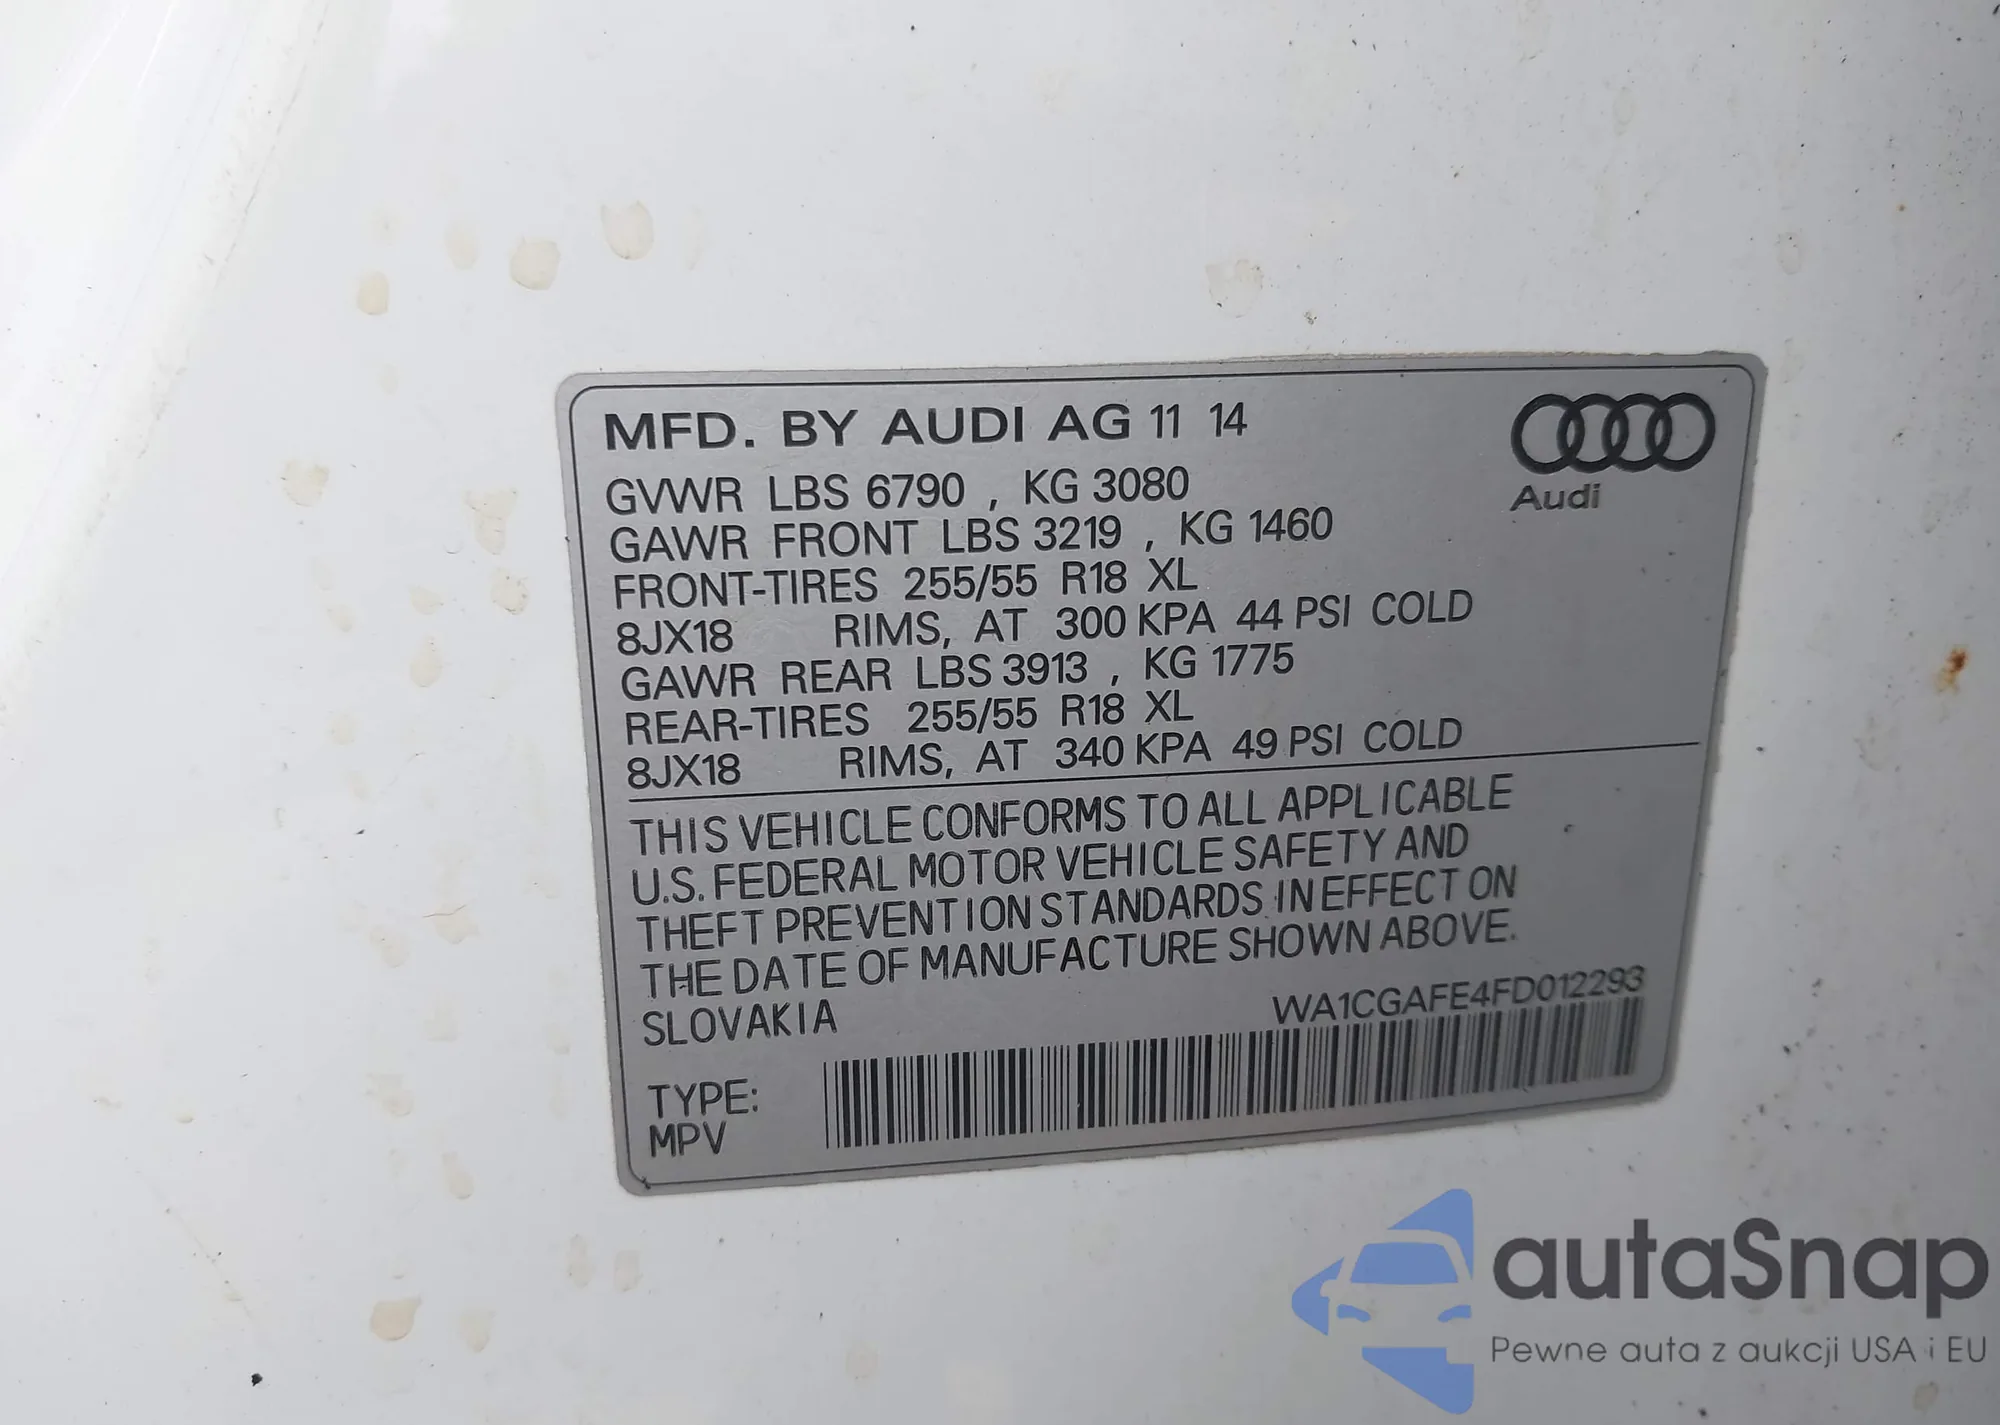 MFD. BY AUDI AG 11 14
Audi
GVWR LBS 6790 , KG 3080
GAWR FRONT LBS 3219 , KG 1460
FRONT-TIRES 255/55 R18 XL
8JX18 RIMS, AT 300 KPA 44 PSI COLD
GAWR REAR LBS 3913 , KG 1775
REAR-TIRES 255/55 R18 XL
8JX18 RIMS, AT 340 KPA 49 PSI COLD
THIS VEHICLE CONFORMS TO ALL APPLICABLE
U.S. FEDERAL MOTOR VEHICLE SAFETY AND
THEFT PREVENTION STANDARDS IN EFFECT ON
THE DATE OF MANUFACTURE SHOWN ABOVE.
SLOVAKIA WA1CGAFE4FD012293
TYPE:
MPV
autaSnap
Pewne auta z aukcji USA i EU